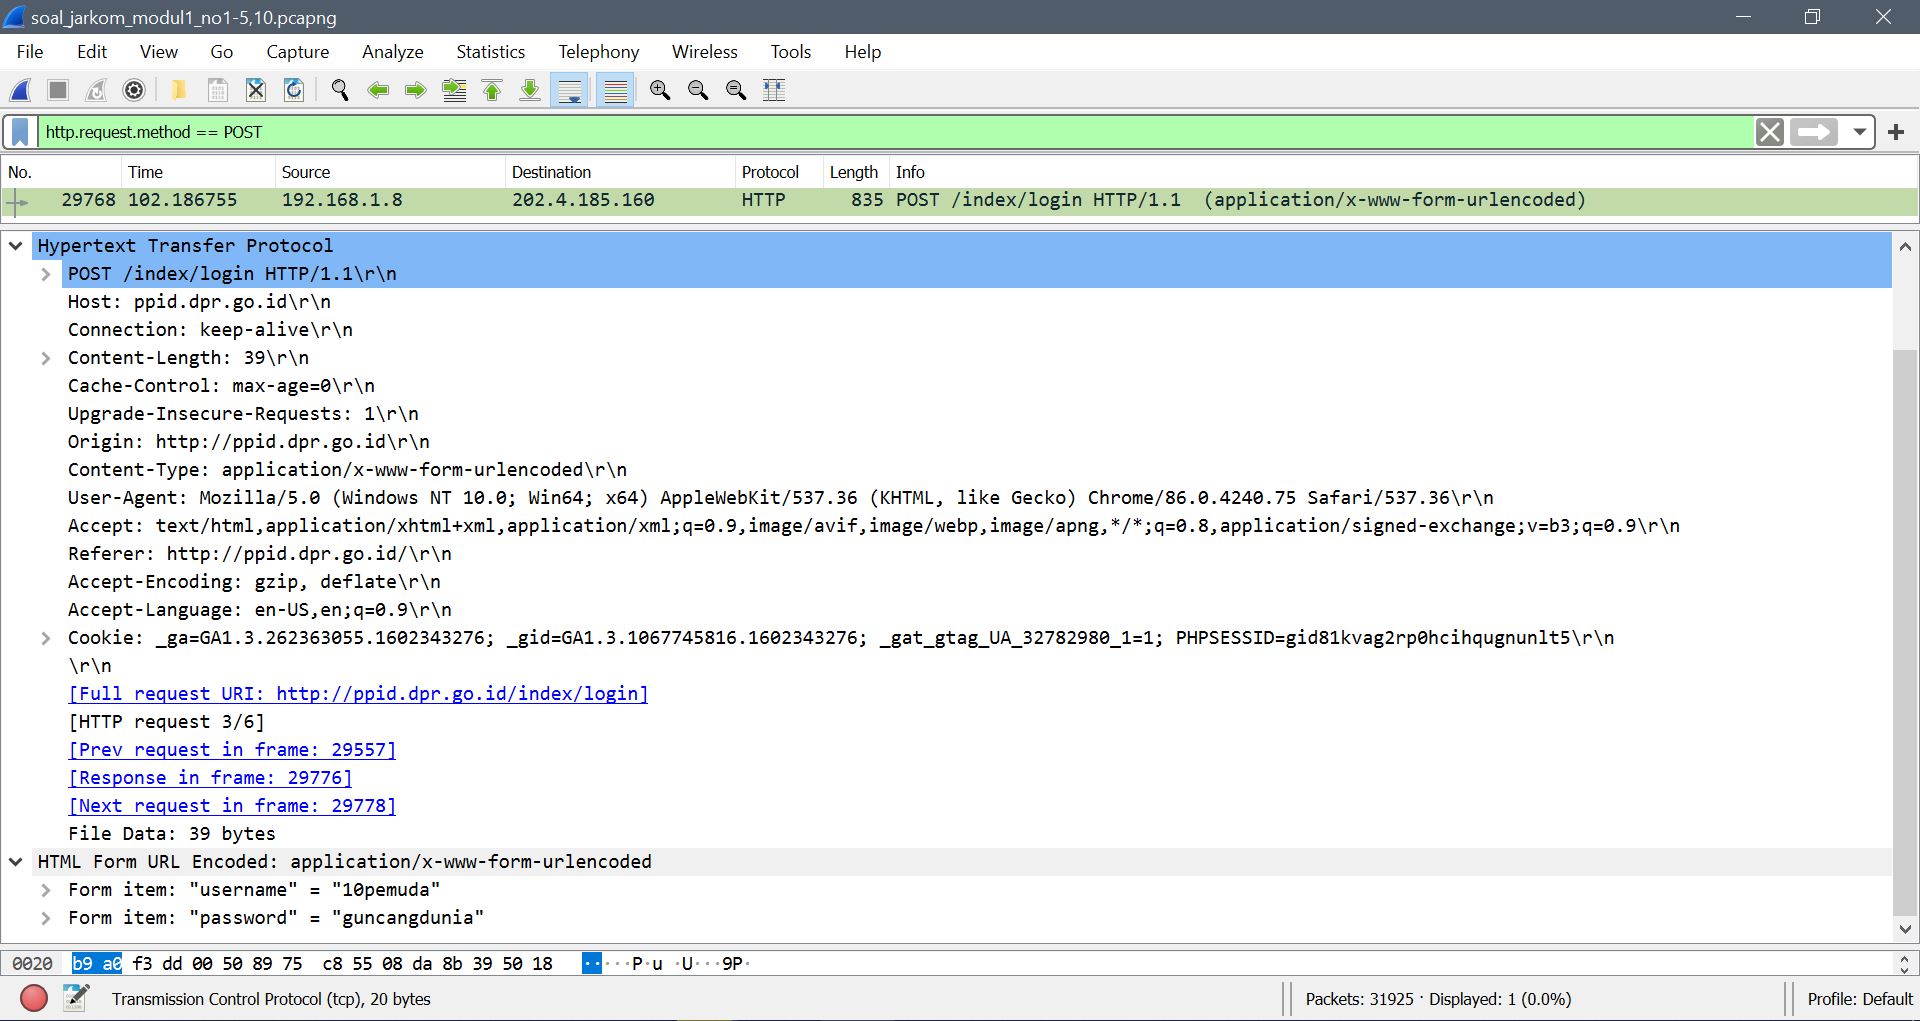 soal_jarkom_modul1_no1-5,10.pcapng
File Edit View Go Capture Analyze Statistics Telephony Wireless Tools Help
http.request.method == POST
No. Time Source Destination Protocol Length Info
29768 102.186755 192.168.1.8 202.4.185.160 HTTP 835 POST /index/login HTTP/1.1 (application/x-www-form-urlencoded)
Hypertext Transfer Protocol
POST /index/login HTTP/1.1\r\n
Host: ppid.dpr.go.id\r\n
Connection: keep-alive\r\n
Content-Length: 39\r\n
Cache-Control: max-age=0\r\n
Upgrade-Insecure-Requests: 1\r\n
Origin: http://ppid.dpr.go.id\r\n
Content-Type: application/x-www-form-urlencoded\r\n
User-Agent: Mozilla/5.0 (Windows NT 10.0; Win64; x64) AppleWebKit/537.36 (KHTML, like Gecko) Chrome/86.0.4240.75 Safari/537.36\r\n
Accept: text/html,application/xhtml+xml,application/xml;q=0.9,image/avif,image/webp,image/apng,*/*;q=0.8,application/signed-exchange;v=b3;q=0.9\r\n
Referer: http://ppid.dpr.go.id/\r\n
Accept-Encoding: gzip, deflate\r\n
Accept-Language: en-US,en;q=0.9\r\n
Cookie: _ga=GA1.3.262363055.1602343276; _gid=GA1.3.1067745816.1602343276; _gat_gtag_UA_32782980_1=1; PHPSESSID=gid81kvag2rp0hcihqugnunlt5\r\n
\r\n
[Full request URI: http://ppid.dpr.go.id/index/login]
[HTTP request 3/6]
[Prev request in frame: 29557]
[Response in frame: 29776]
[Next request in frame: 29778]
File Data: 39 bytes
HTML Form URL Encoded: application/x-www-form-urlencoded
Form item: "username" = "10pemuda"
Form item: "password" = "guncangdunia"
0020 b9 a0 f3 dd 00 50 89 75 c8 55 08 da 8b 39 50 18 ·····P·u ·U···9P·
Transmission Control Protocol (tcp), 20 bytes Packets: 31925 · Displayed: 1 (0.0%) Profile: Default